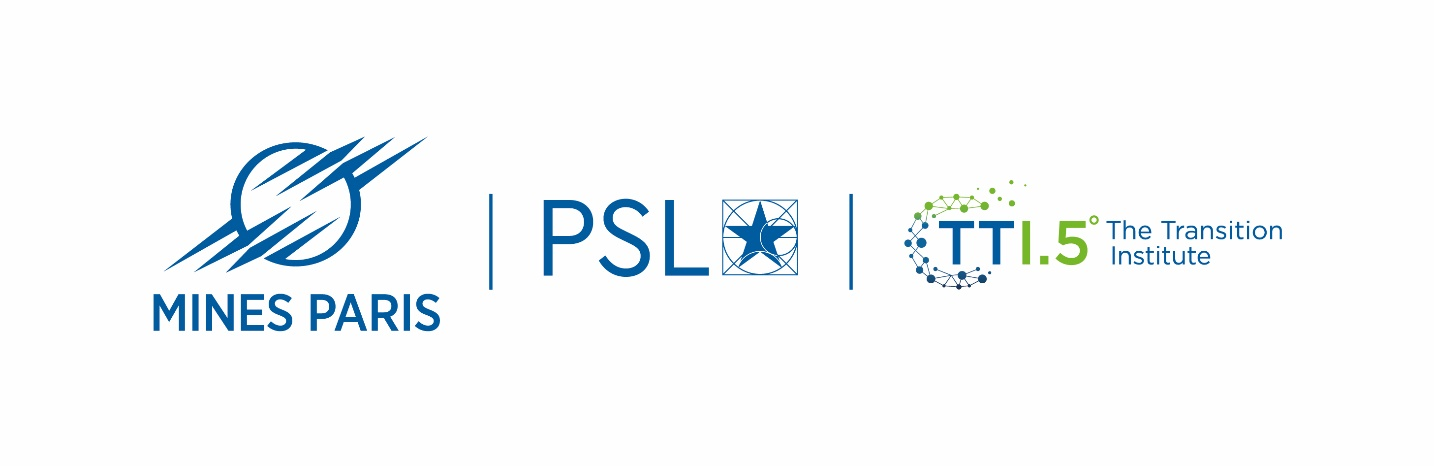 MINES PARIS
PSL
TTI.5°
The Transition
Institute